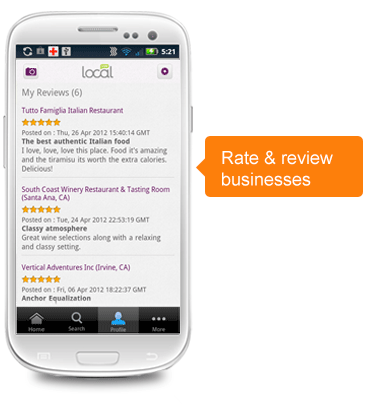 5:21
local
My Reviews (6)
Tutto Famiglia Italian Restaurant
Posted on : Thu, 26 Apr 2012 15:40:14 GMT
The best authentic Italian food
I love, love, love this place. Food it's amazing
and the tiramisu its worth the extra calories.
Delicious!
South Coast Winery Restaurant & Tasting Room
(Santa Ana, CA)
Posted on : Tue, 24 Apr 2012 22:53:19 GMT
Classy atmosphere
Great wine selections along with a relaxing
and classy setting.
Vertical Adventures Inc (Irvine, CA)
Posted on : Fri, 06 Apr 2012 18:22:37 GMT
Anchor Equalization
Home Search Profile More
Rate & review
businesses